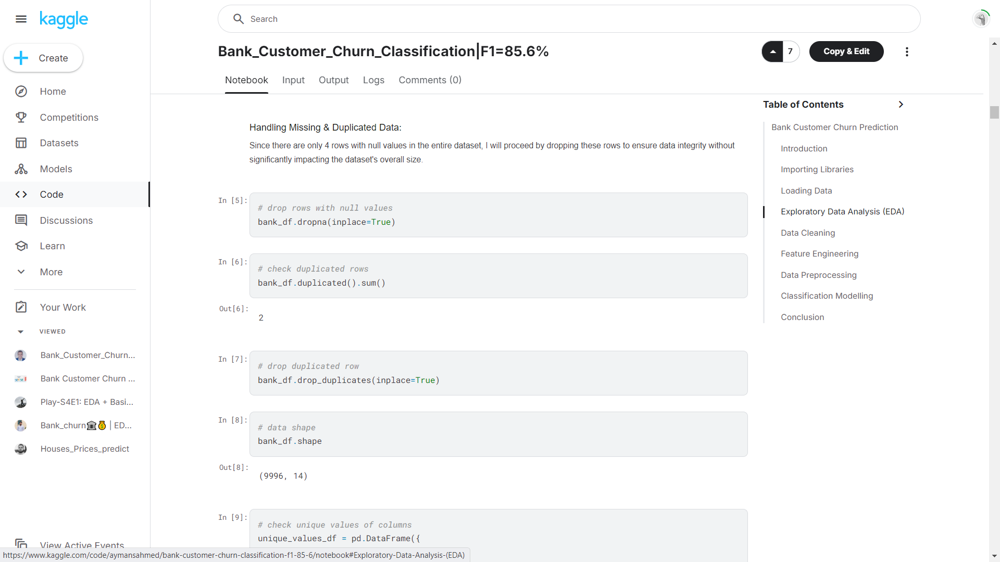 kaggle
Search
Create
Home
Competitions
Datasets
Models
Code
Discussions
Learn
More
Your Work
VIEWED
Bank_Customer_Churn...
Bank Customer Churn ...
Play-S4E1: EDA + Basi...
Bank_churn🏛️💰 | ED...
Houses_Prices_predict
View Active Events
Bank_Customer_Churn_Classification|F1=85.6%
7
Copy & Edit
Notebook
Input
Output
Logs
Comments (0)
Handling Missing & Duplicated Data:
Since there are only 4 rows with null values in the entire dataset, I will proceed by dropping these rows to ensure data integrity without
significantly impacting the dataset's overall size.
In [5]:
# drop rows with null values
bank_df.dropna(inplace=True)
In [6]:
# check duplicated rows
bank_df.duplicated().sum()
Out[6]:
2
In [7]:
# drop duplicated row
bank_df.drop_duplicates(inplace=True)
In [8]:
# data shape
bank_df.shape
Out[8]:
(9996, 14)
In [9]:
# check unique values of columns
unique_values_df = pd.DataFrame({
Table of Contents
Bank Customer Churn Prediction
Introduction
Importing Libraries
Loading Data
Exploratory Data Analysis (EDA)
Data Cleaning
Feature Engineering
Data Preprocessing
Classification Modelling
Conclusion
https://www.kaggle.com/code/aymansahmed/bank-customer-churn-classification-f1-85-6/notebook#Exploratory-Data-Analysis-(EDA)